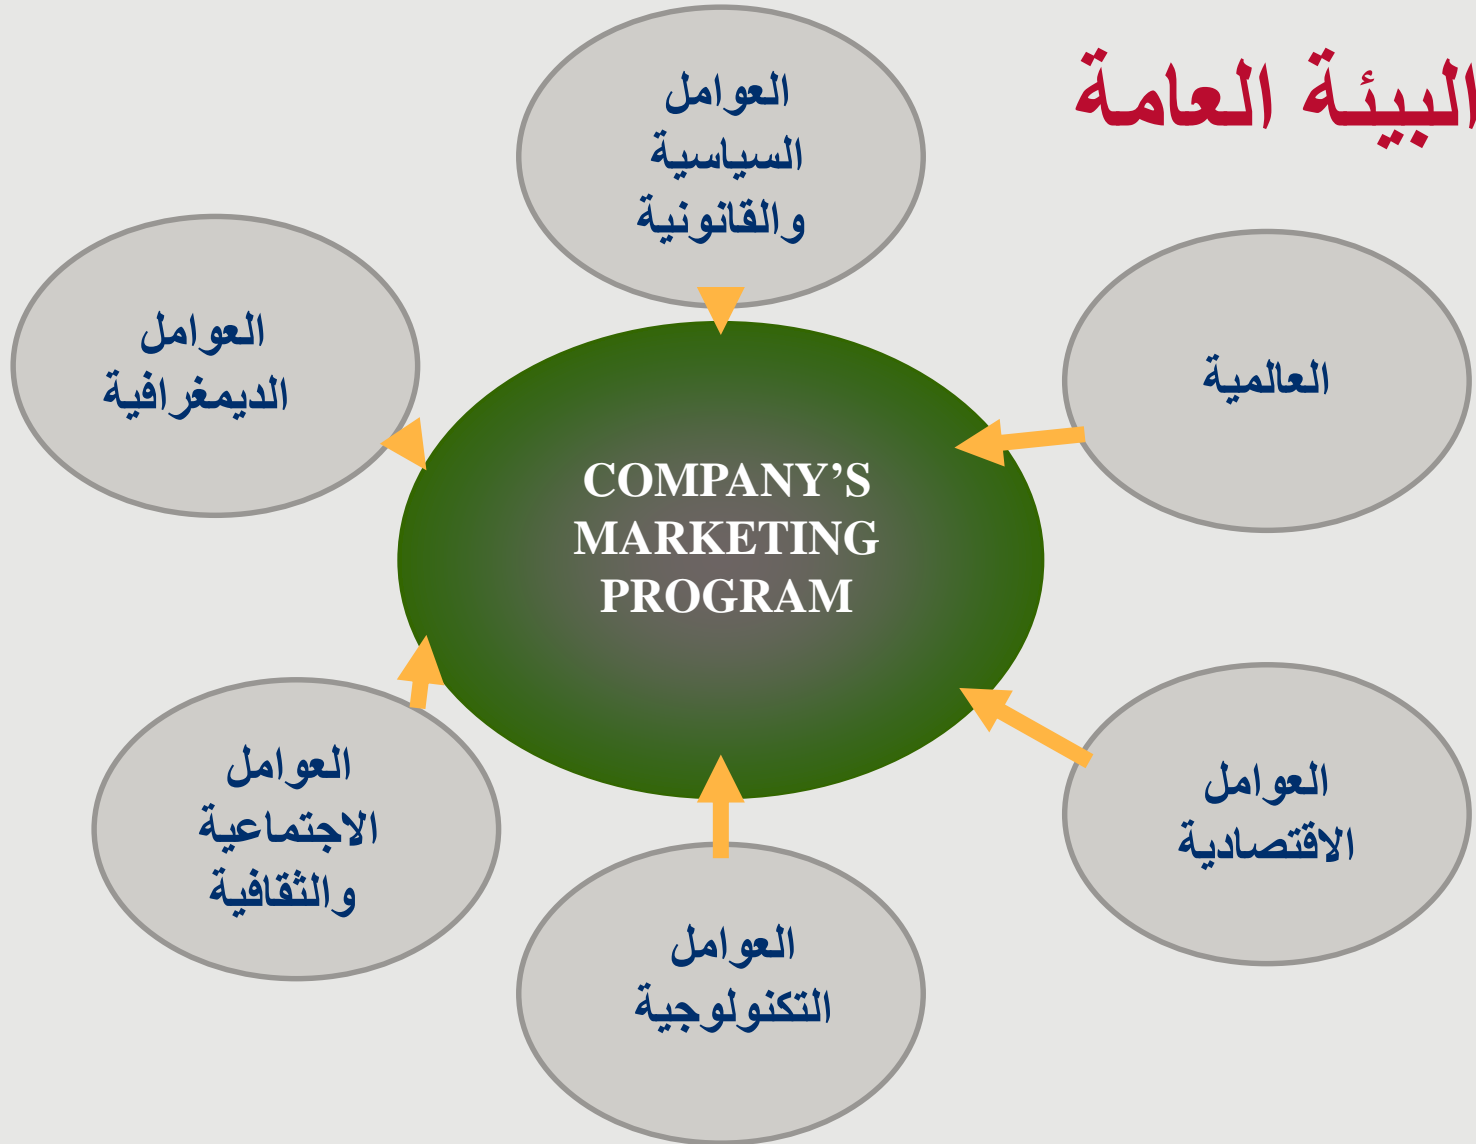 البيئة العامة
العوامل
السياسية
والقانونية
العالمية
العوامل
الديمغرافية
COMPANY’S
MARKETING
PROGRAM
العوامل
الاقتصادية
العوامل
الاجتماعية
والثقافية
العوامل
التكنولوجية